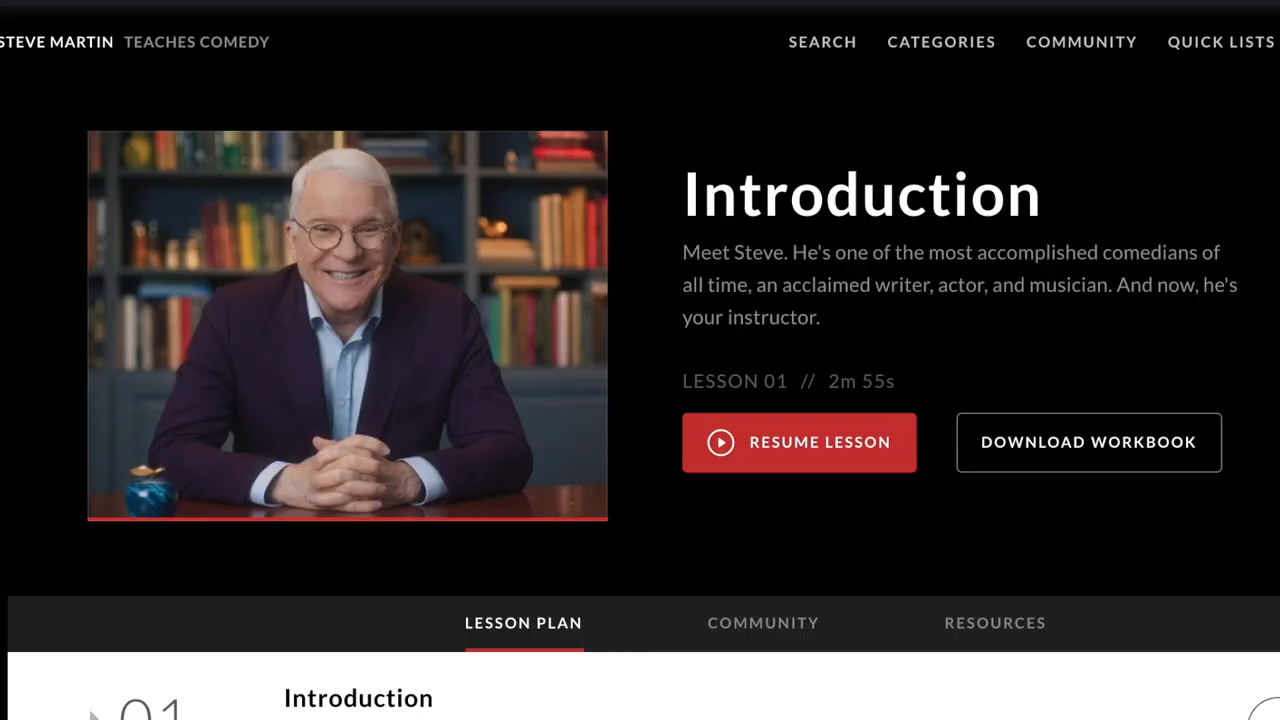 STEVE MARTIN TEACHES COMEDY
SEARCH CATEGORIES COMMUNITY QUICK LISTS
Introduction
Meet Steve. He's one of the most accomplished comedians of
all time, an acclaimed writer, actor, and musician. And now, he's
your instructor.
LESSON 01 // 2m 55s
RESUME LESSON
DOWNLOAD WORKBOOK
LESSON PLAN COMMUNITY RESOURCES
01 Introduction